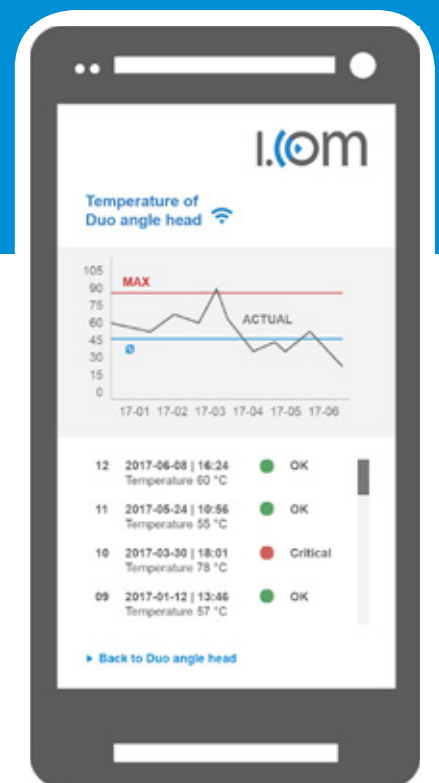 I.(om
Temperature of
Duo angle head
105
90
75
60
45
30
15
0
MAX
ACTUAL
Ø
17-01 17-02 17-03 17-04 17-05 17-06
12 2017-06-08 | 16:24 OK
Temperature 60 °C
11 2017-05-24 | 10:56 OK
Temperature 55 °C
10 2017-03-30 | 18:01 Critical
Temperature 78 °C
09 2017-01-12 | 13:46 OK
Temperature 57 °C
Back to Duo angle head